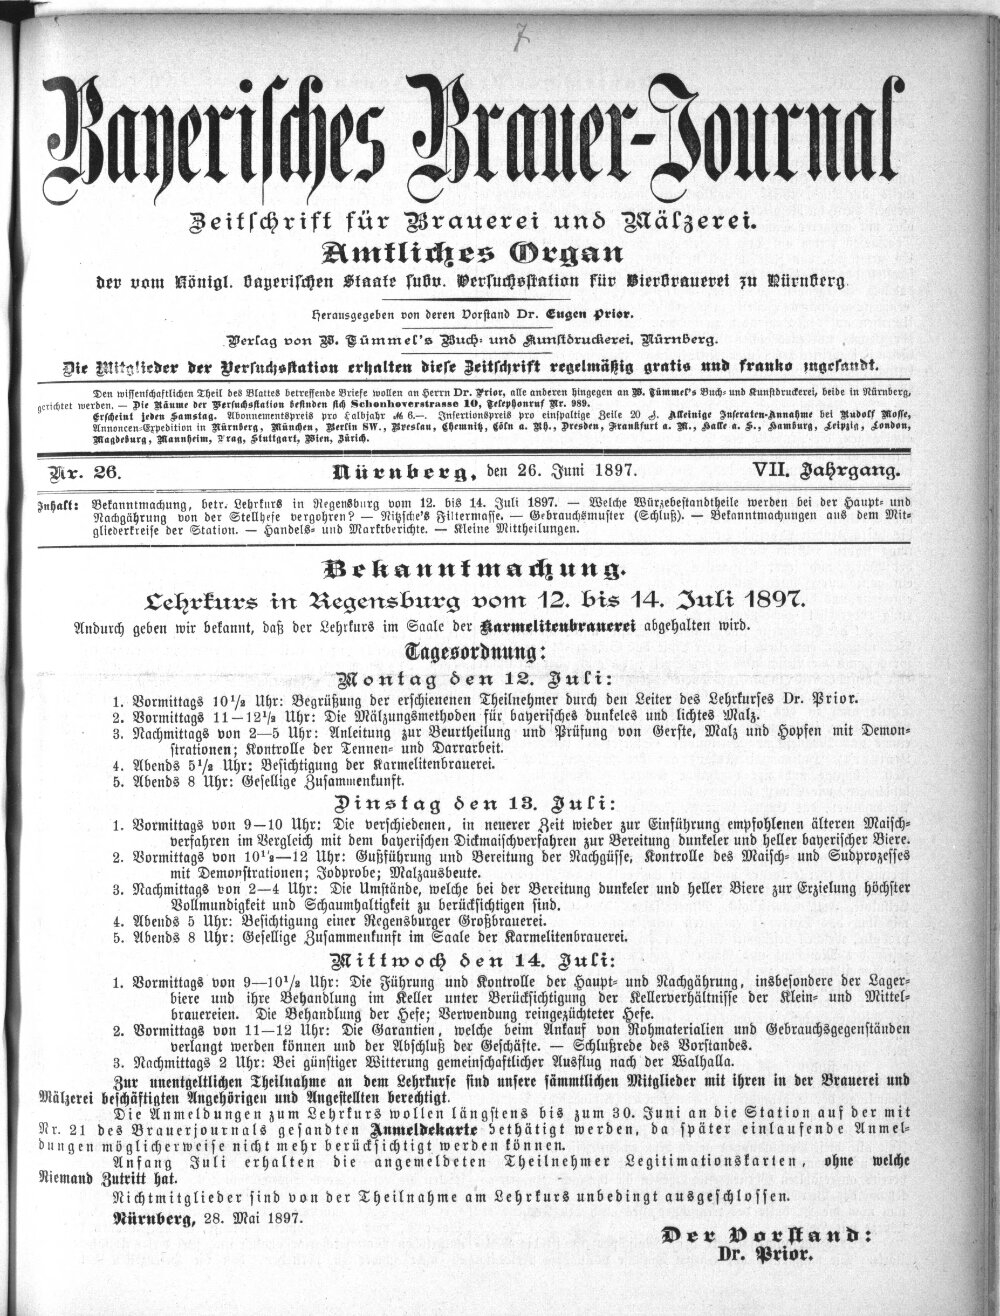 7
Bayerisches Brauer-Journal
Zeitschrift für Brauerei und Mälzerei.
Amtliches Organ
der vom Königl. bayerischen Staate subv. Versuchsstation für Bierbrauerei zu Nürnberg.
Herausgegeben von deren Vorstand Dr. Eugen Prior.
Verlag von W. Tümmel's Buch- und Kunstdruckerei, Nürnberg.
Die Mitglieder der Versuchsstation erhalten diese Zeitschrift regelmäßig gratis und franko zugesandt.
Den wissenschaftlichen Theil des Blattes betreffende Briefe wollen an Herrn Dr. Prior, alle anderen hingegen an W. Tümmel's Buch- und Kunstdruckerei, beide in Nürnberg,
gerichtet werden. — Die Räume der Versuchsstation befinden sich Schonhoverstrasse 10, Telephonruf Nr. 989.
Erscheint jeden Samstag. Abonnementspreis pro Halbjahr ℳ 6.—. Insertionspreis pro einspaltige Zeile 20 ₰. Alleinige Inseraten-Annahme bei Rudolf Mosse,
Annoncen-Expedition in Nürnberg, München, Berlin SW., Breslau, Chemnitz, Cöln a. Rh., Dresden, Frankfurt a. M., Halle a. S., Hamburg, Leipzig, London,
Magdeburg, Mannheim, Prag, Stuttgart, Wien, Zürich.
Nr. 26. Nürnberg, den 26. Juni 1897. VII. Jahrgang.
Inhalt: Bekanntmachung, betr. Lehrkurs in Regensburg vom 12. bis 14. Juli 1897. — Welche Würzebestandtheile werden bei der Haupt- und
Nachgährung von der Stellhefe vergohren? — Nitzsche's Filtermasse. — Gebrauchsmuster (Schluß). — Bekanntmachungen aus dem Mit-
gliederkreise der Station. — Handels- und Marktberichte. — Kleine Mittheilungen.
Bekanntmachung.
Lehrkurs in Regensburg vom 12. bis 14. Juli 1897.
Andurch geben wir bekannt, daß der Lehrkurs im Saale der Karmelitenbrauerei abgehalten wird.
Tagesordnung:
Montag den 12. Juli:
1. Vormittags 10 1/2 Uhr: Begrüßung der erschienenen Theilnehmer durch den Leiter des Lehrkurses Dr. Prior.
2. Vormittags 11—12 1/2 Uhr: Die Mälzungsmethoden für bayerisches dunkeles und lichtes Malz.
3. Nachmittags von 2—5 Uhr: Anleitung zur Beurtheilung und Prüfung von Gerste, Malz und Hopfen mit Demon-
strationen; Kontrolle der Tennen- und Darrarbeit.
4. Abends 5 1/2 Uhr: Besichtigung der Karmelitenbrauerei.
5. Abends 8 Uhr: Gesellige Zusammenkunft.
Dinstag den 13. Juli:
1. Vormittags von 9—10 Uhr: Die verschiedenen, in neuerer Zeit wieder zur Einführung empfohlenen älteren Maisch-
verfahren im Vergleich mit dem bayerischen Dickmaischverfahren zur Bereitung dunkeler und heller bayerischer Biere.
2. Vormittags von 10 1/2—12 Uhr: Gußführung und Bereitung der Nachgüsse, Kontrolle des Maisch- und Sudprozesses
mit Demonstrationen; Jodprobe; Malzausbeute.
3. Nachmittags von 2—4 Uhr: Die Umstände, welche bei der Bereitung dunkeler und heller Biere zur Erzielung höchster
Vollmundigkeit und Schaumhaltigkeit zu berücksichtigen sind.
4. Abends 5 Uhr: Besichtigung einer Regensburger Großbrauerei.
5. Abends 8 Uhr: Gesellige Zusammenkunft im Saale der Karmelitenbrauerei.
Mittwoch den 14. Juli:
1. Vormittags von 9—10 1/2 Uhr: Die Führung und Kontrolle der Haupt- und Nachgährung, insbesondere der Lager-
biere und ihre Behandlung im Keller unter Berücksichtigung der Kellerverhältnisse der Klein- und Mittel-
brauereien. Die Behandlung der Hefe; Verwendung reingezüchteter Hefe.
2. Vormittags von 11—12 Uhr: Die Garantien, welche beim Ankauf von Rohmaterialien und Gebrauchsgegenständen
verlangt werden können und der Abschluß der Geschäfte. — Schlußrede des Vorstandes.
3. Nachmittags 2 Uhr: Bei günstiger Witterung gemeinschaftlicher Ausflug nach der Walhalla.
Zur unentgeltlichen Theilnahme an dem Lehrkurse sind unsere sämmtlichen Mitglieder mit ihren in der Brauerei und
Mälzerei beschäftigten Angehörigen und Angestellten berechtigt.
Die Anmeldungen zum Lehrkurs wollen längstens bis zum 30. Juni an die Station auf der mit
Nr. 21 des Brauerjournals gesandten Anmeldekarte bethätigt werden, da später einlaufende Anmel-
dungen möglicherweise nicht mehr berücksichtigt werden können.
Anfang Juli erhalten die angemeldeten Theilnehmer Legitimationskarten, ohne welche
Niemand Zutritt hat.
Nichtmitglieder sind von der Theilnahme am Lehrkurs unbedingt ausgeschlossen.
Nürnberg, 28. Mai 1897.
Der Vorstand:
Dr. Prior.